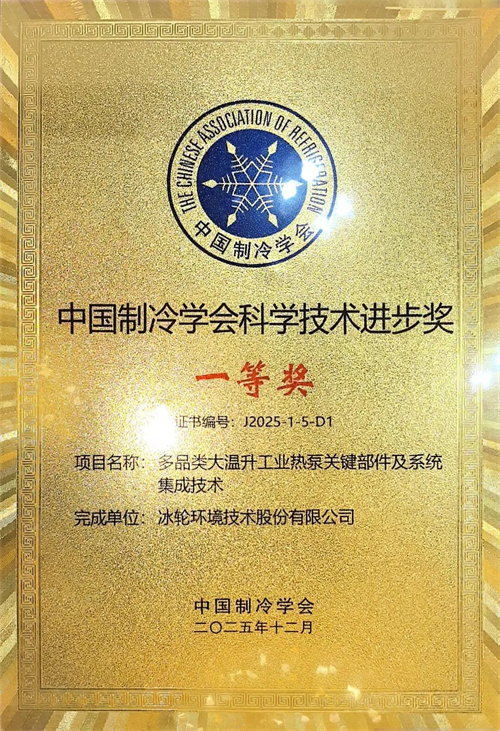 THE CHINESE ASSOCIATION OF REFRIGERATION
中国制冷学会
中国制冷学会科学技术进步奖
一等奖
证书编号：J2025-1-5-D1
项目名称：多品类大温升工业热泵关键部件及系统
集成技术
完成单位：冰轮环境技术股份有限公司
中国制冷学会
二〇二五年十二月